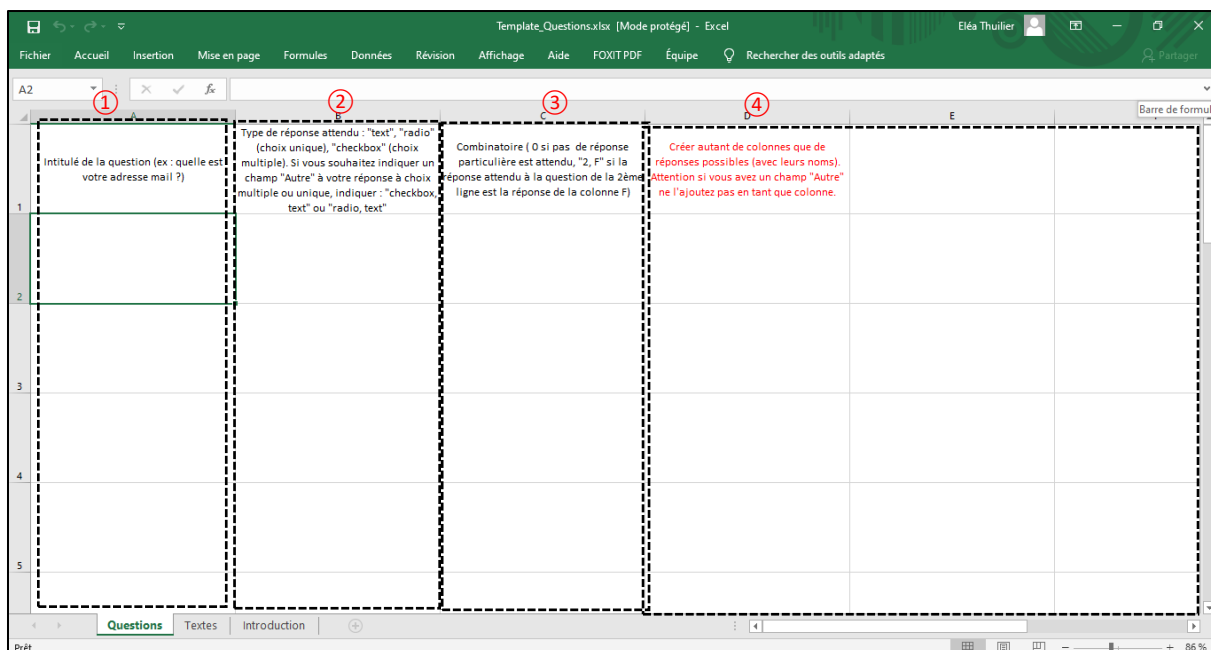 Template_Questions.xlsx [Mode protégé] - Excel
Eléa Thuilier
Fichier Accueil Insertion Mise en page Formules Données Révision Affichage Aide FOXIT PDF Équipe Rechercher des outils adaptés Partager
A2 fx
1 2 3 4
Barre de formul
A B C D E
Intitulé de la question (ex : quelle est
votre adresse mail ?)
Type de réponse attendu : "text", "radio"
(choix unique), "checkbox" (choix
multiple). Si vous souhaitez indiquer un
champ "Autre" à votre réponse à choix
multiple ou unique, indiquer : "checkbox,
text" ou "radio, text"
Combinatoire ( 0 si pas de réponse
particulière est attendu, "2, F" si la
réponse attendu à la question de la 2ème
ligne est la réponse de la colonne F)
Créer autant de colonnes que de
réponses possibles (avec leurs noms).
Attention si vous avez un champ "Autre"
ne l'ajoutez pas en tant que colonne.
1
2
3
4
5
Questions Textes Introduction
Prêt
86 %